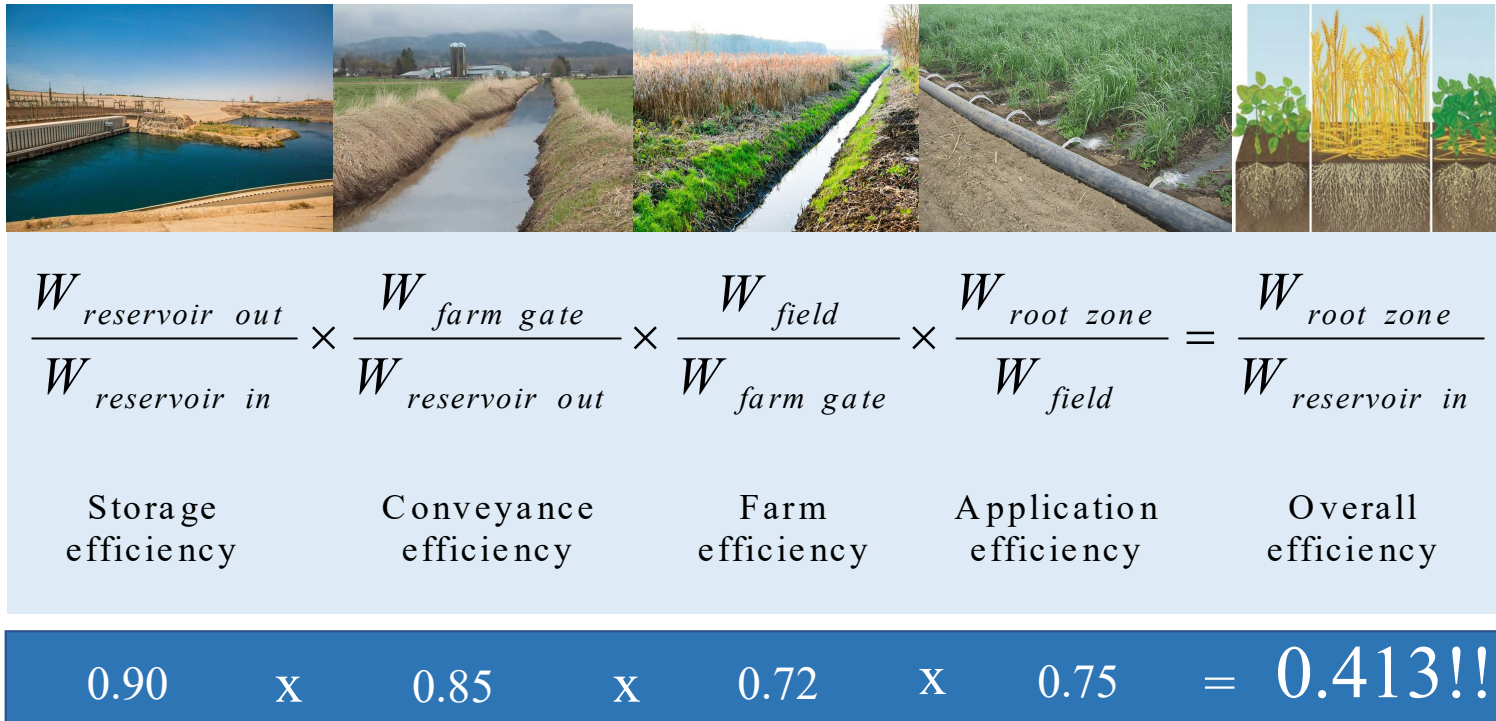 W reservoir out / W reservoir in × W farm gate / W reservoir out × W field / W farm gate × W root zone / W field = W root zone / W reservoir in
Storage efficiency
Conveyance efficiency
Farm efficiency
Application efficiency
Overall efficiency
0.90 x 0.85 x 0.72 x 0.75 = 0.413!!